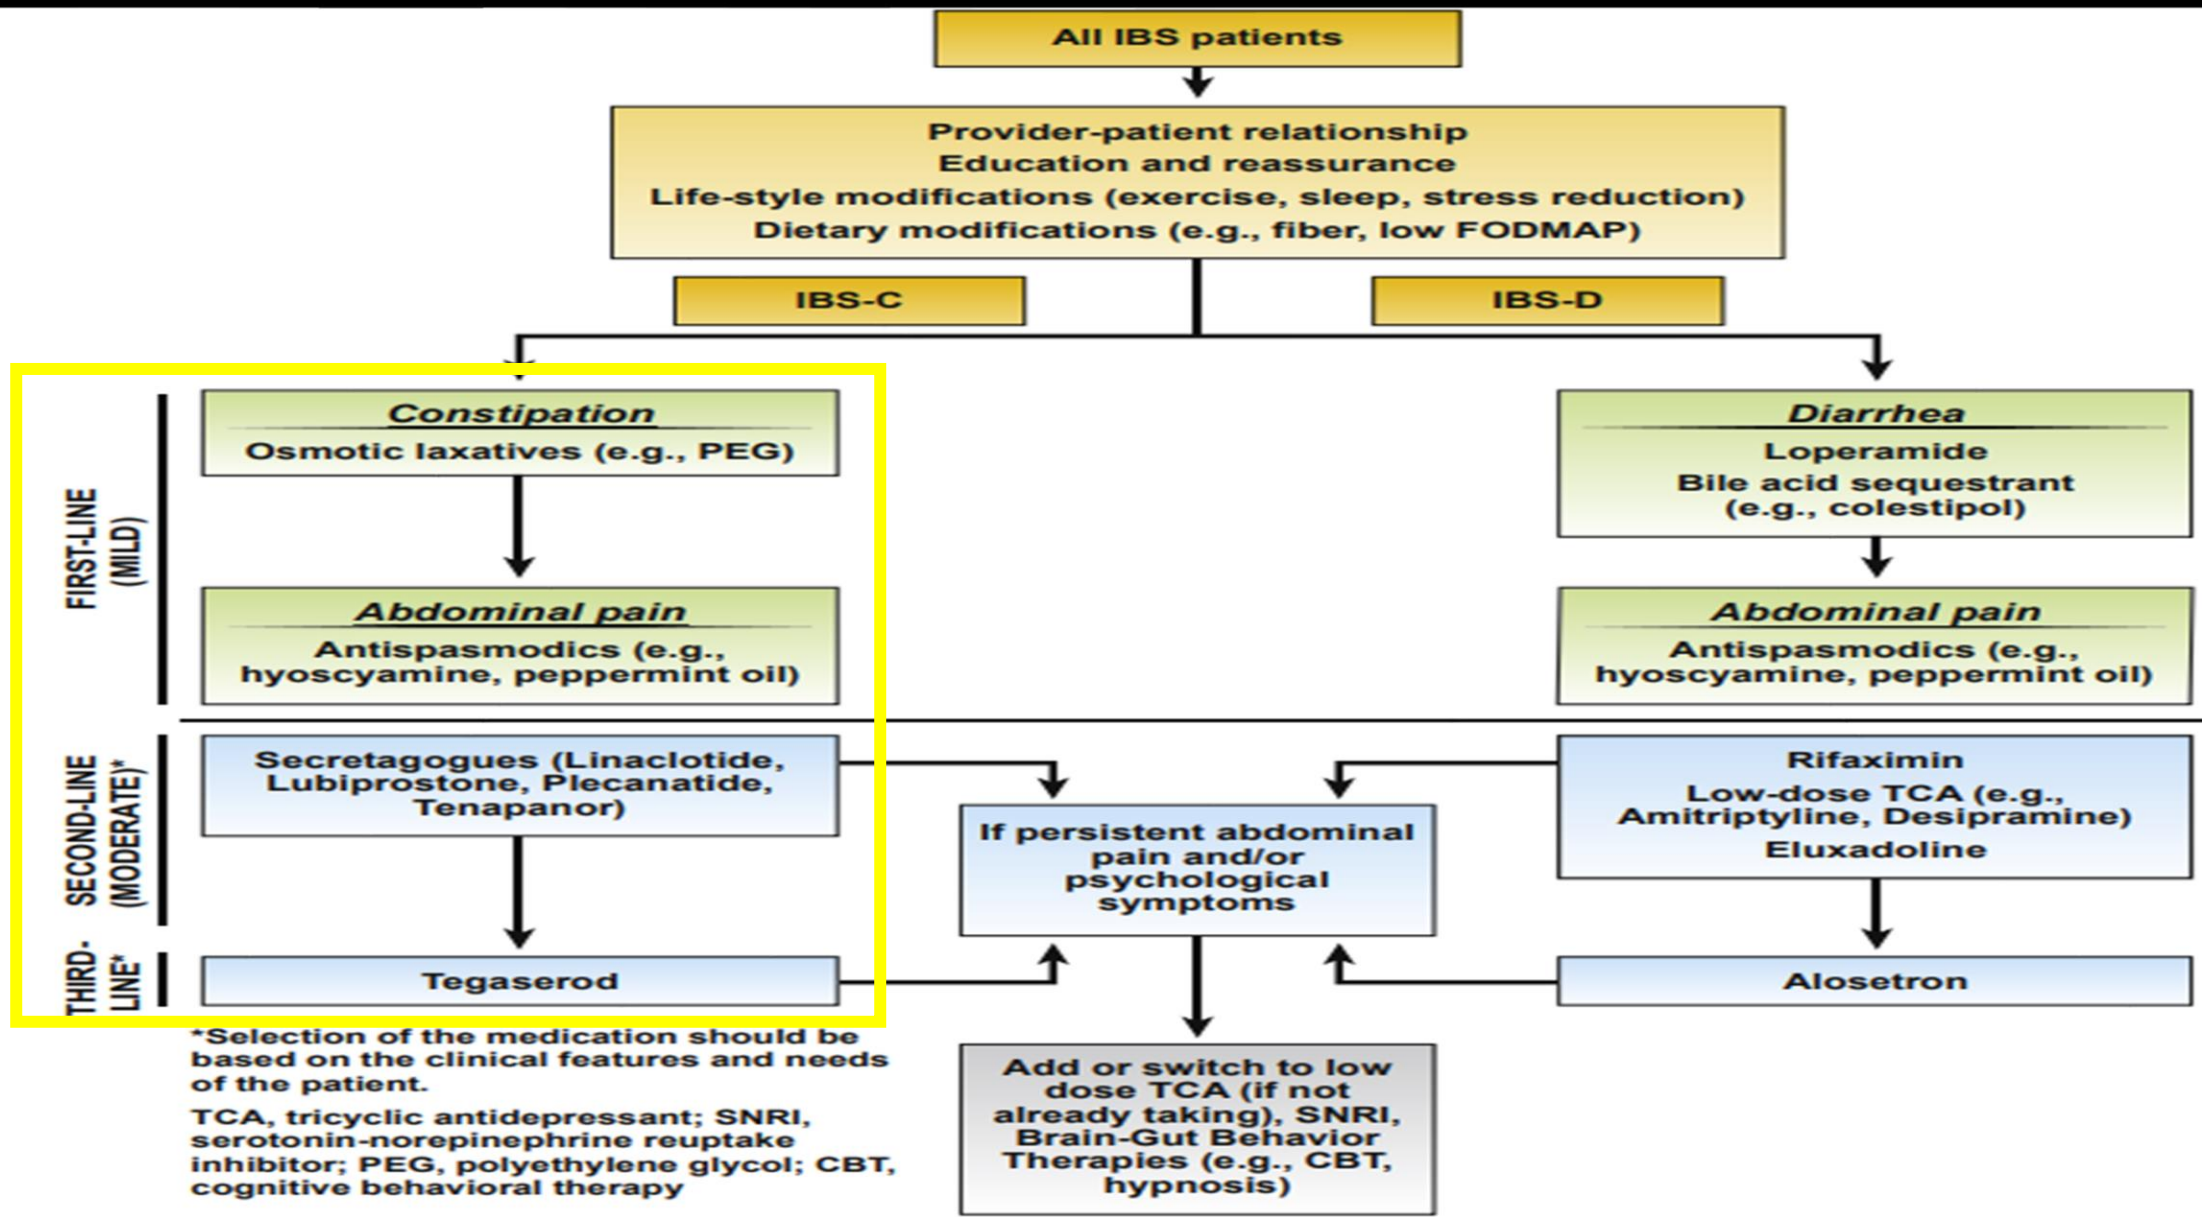 All IBS patients
Provider-patient relationship
Education and reassurance
Life-style modifications (exercise, sleep, stress reduction)
Dietary modifications (e.g., fiber, low FODMAP)
IBS-C
IBS-D
FIRST-LINE
(MILD)
Constipation
Osmotic laxatives (e.g., PEG)
Abdominal pain
Antispasmodics (e.g.,
hyoscyamine, peppermint oil)
Diarrhea
Loperamide
Bile acid sequestrant
(e.g., colestipol)
Abdominal pain
Antispasmodics (e.g.,
hyoscyamine, peppermint oil)
SECOND-LINE
(MODERATE)*
Secretagogues (Linaclotide,
Lubiprostone, Plecanatide,
Tenapanor)
If persistent abdominal
pain and/or
psychological
symptoms
Rifaximin
Low-dose TCA (e.g.,
Amitriptyline, Desipramine)
Eluxadoline
THIRD-
LINE*
Tegaserod
Alosetron
*Selection of the medication should be
based on the clinical features and needs
of the patient.
TCA, tricyclic antidepressant; SNRI,
serotonin-norepinephrine reuptake
inhibitor; PEG, polyethylene glycol; CBT,
cognitive behavioral therapy
Add or switch to low
dose TCA (if not
already taking), SNRI,
Brain-Gut Behavior
Therapies (e.g., CBT,
hypnosis)